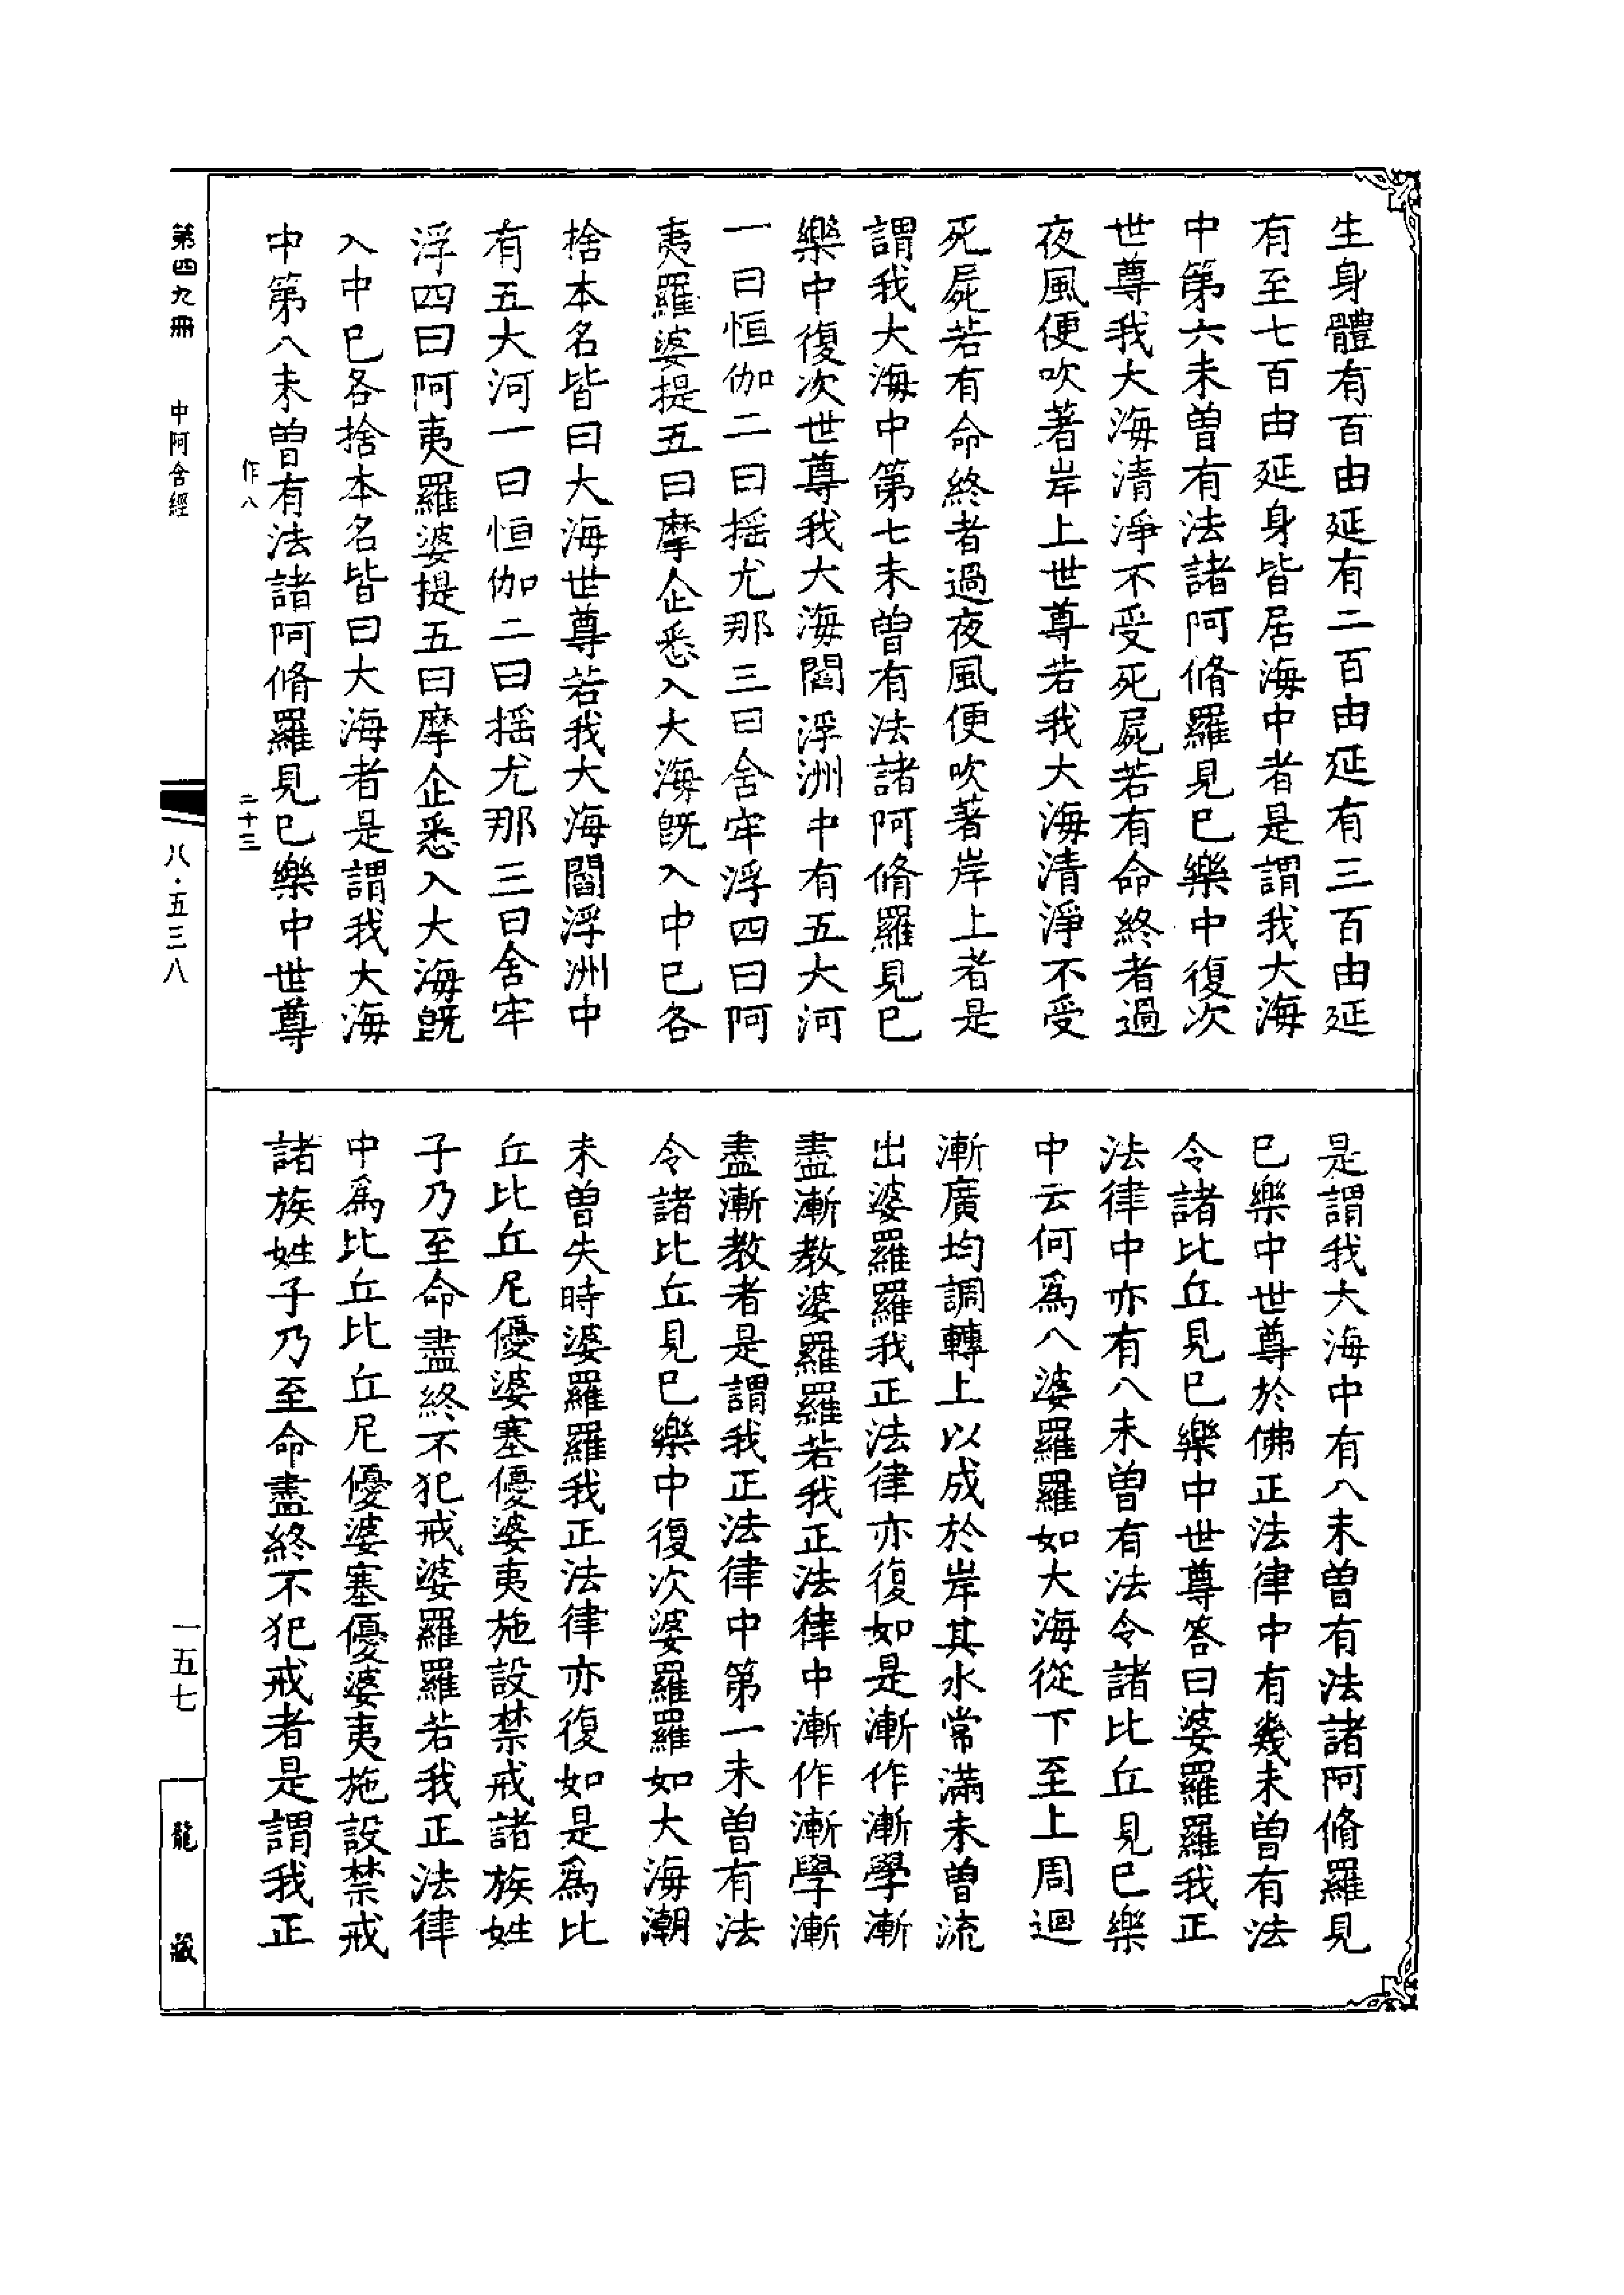 生身體有百由延有二百由延有三百由延
有至七百由延身皆居海中者是謂我大海
中第六未曾有法諸阿脩羅見已樂中復次
世尊我大海清淨不受死屍若有命終者過
夜風便吹著岸上世尊若我大海清淨不受
死屍若有命終者過夜風便吹著岸上者是
謂我大海中第七未曾有法諸阿脩羅見已
樂中復次世尊我大海閻浮洲中有五大河
一曰恒伽二曰摇尤那三曰舍牢浮四曰阿
夷羅婆提五曰摩企悉入大海旣入中已各
捨本名皆曰大海世尊若我大海閻浮洲中
有五大河一曰恒伽二曰摇尤那三曰舍牢
浮四曰阿夷羅婆提五曰摩企悉入大海旣
入中已各捨本名皆曰大海者是謂我大海
中第八未曾有法諸阿脩羅見已樂中世尊
作八 二十三
是謂我大海中有八未曾有法諸阿脩羅見
已樂中世尊於佛正法律中有幾未曾有法
令諸比丘見已樂中世尊答曰婆羅羅我正
法律中亦有八未曾有法令諸比丘見已樂
中云何爲八婆羅羅如大海從下至上周迴
漸廣均調轉上以成於岸其水常滿未曾流
出婆羅羅我正法律亦復如是漸作漸學漸
盡漸教婆羅羅若我正法律中漸作漸學漸
盡漸教者是謂我正法律中第一未曾有法
令諸比丘見已樂中復次婆羅羅如大海潮
未曾失時婆羅羅我正法律亦復如是爲比
丘比丘尼優婆塞優婆夷施設禁戒諸族姓
子乃至命盡終不犯戒婆羅羅若我正法律
中爲比丘比丘尼優婆塞優婆夷施設禁戒
諸族姓子乃至命盡終不犯戒者是謂我正
第四九冊 中阿含經 八·五三八 一五七 龍藏